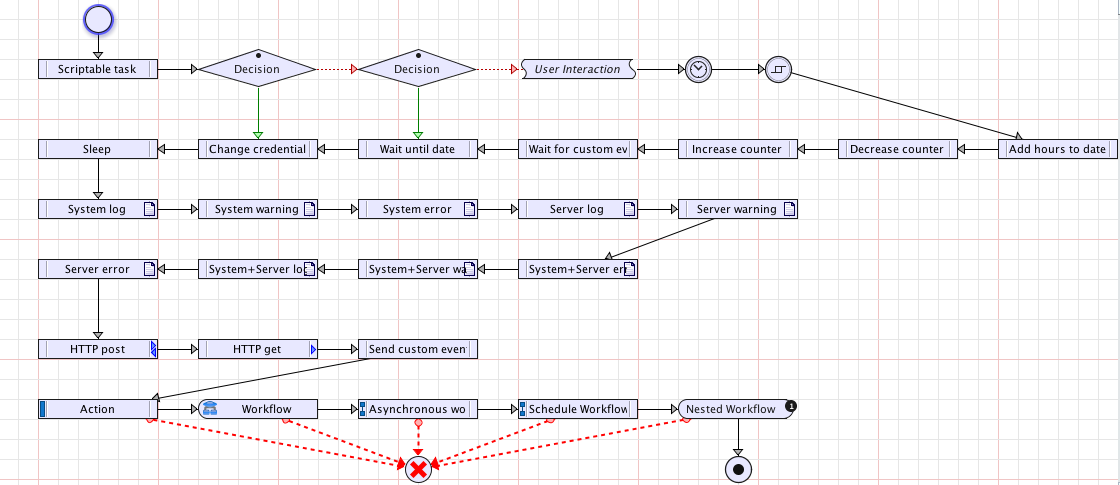 Scriptable task
Decision
Decision
User Interaction
Sleep
Change credential
Wait until date
Wait for custom ev
Increase counter
Decrease counter
Add hours to date
System log
System warning
System error
Server log
Server warning
Server error
System+Server log
System+Server wa
System+Server err
HTTP post
HTTP get
Send custom even
Action
Workflow
Asynchronous wo
Schedule Workflow
Nested Workflow
1